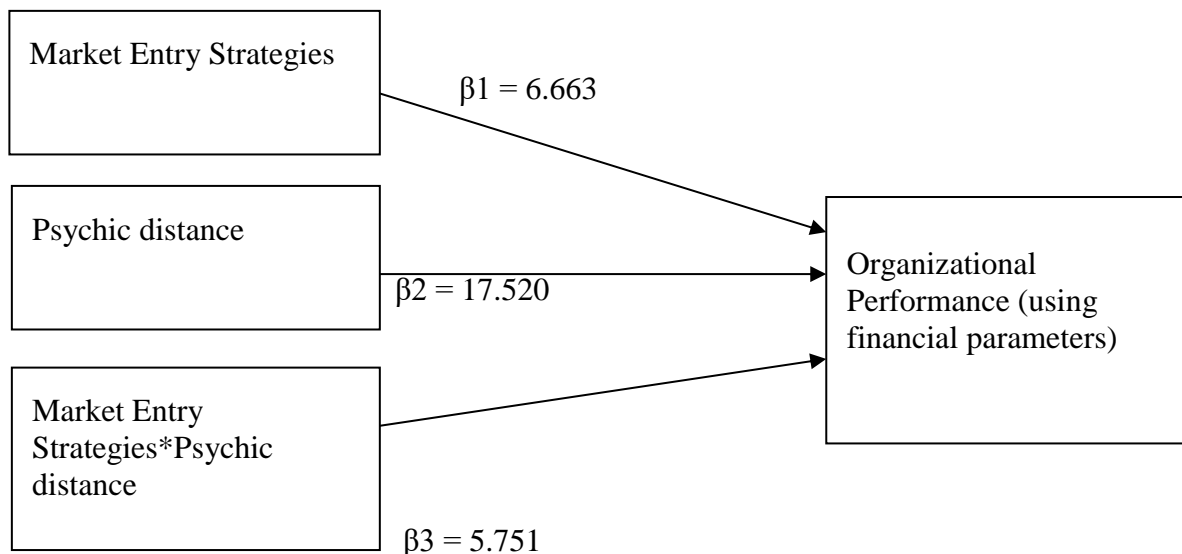 Market Entry Strategies
β1 = 6.663
Psychic distance
β2 = 17.520
Organizational
Performance (using
financial parameters)
Market Entry
Strategies*Psychic
distance
β3 = 5.751